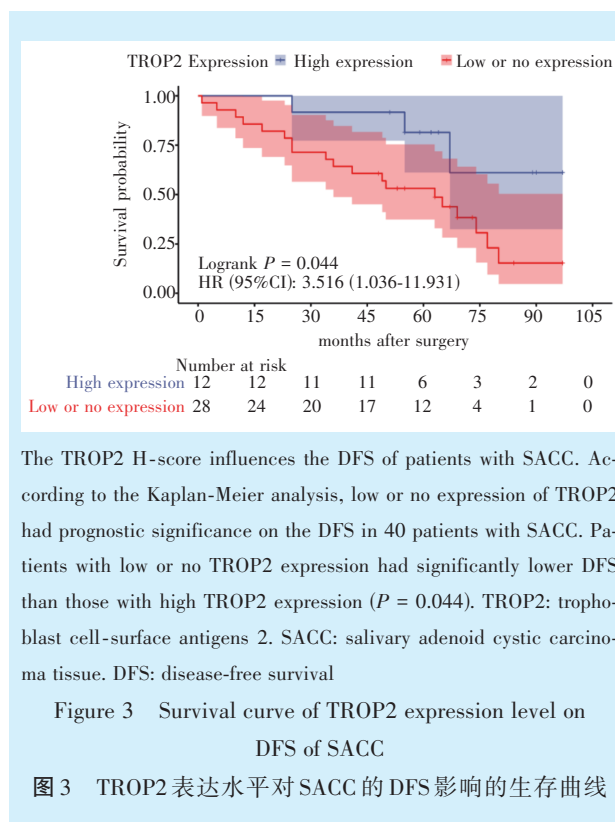 TROP2 Expression High expression Low or no expression
1.00
0.75
0.50
0.25
0.00
Survival probability
Logrank P = 0.044
HR (95%CI): 3.516 (1.036-11.931)
0 15 30 45 60 75 90 105
months after surgery
Number at risk
High expression 12 12 11 11 6 3 2 0
Low or no expression 28 24 20 17 12 4 1 0
The TROP2 H-score influences the DFS of patients with SACC. Ac-
cording to the Kaplan-Meier analysis, low or no expression of TROP2
had prognostic significance on the DFS in 40 patients with SACC. Pa-
tients with low or no TROP2 expression had significantly lower DFS
than those with high TROP2 expression (P = 0.044). TROP2: tropho-
blast cell-surface antigens 2. SACC: salivary adenoid cystic carcino-
ma tissue. DFS: disease-free survival
Figure 3 Survival curve of TROP2 expression level on
DFS of SACC
图3 TROP2表达水平对SACC的DFS影响的生存曲线